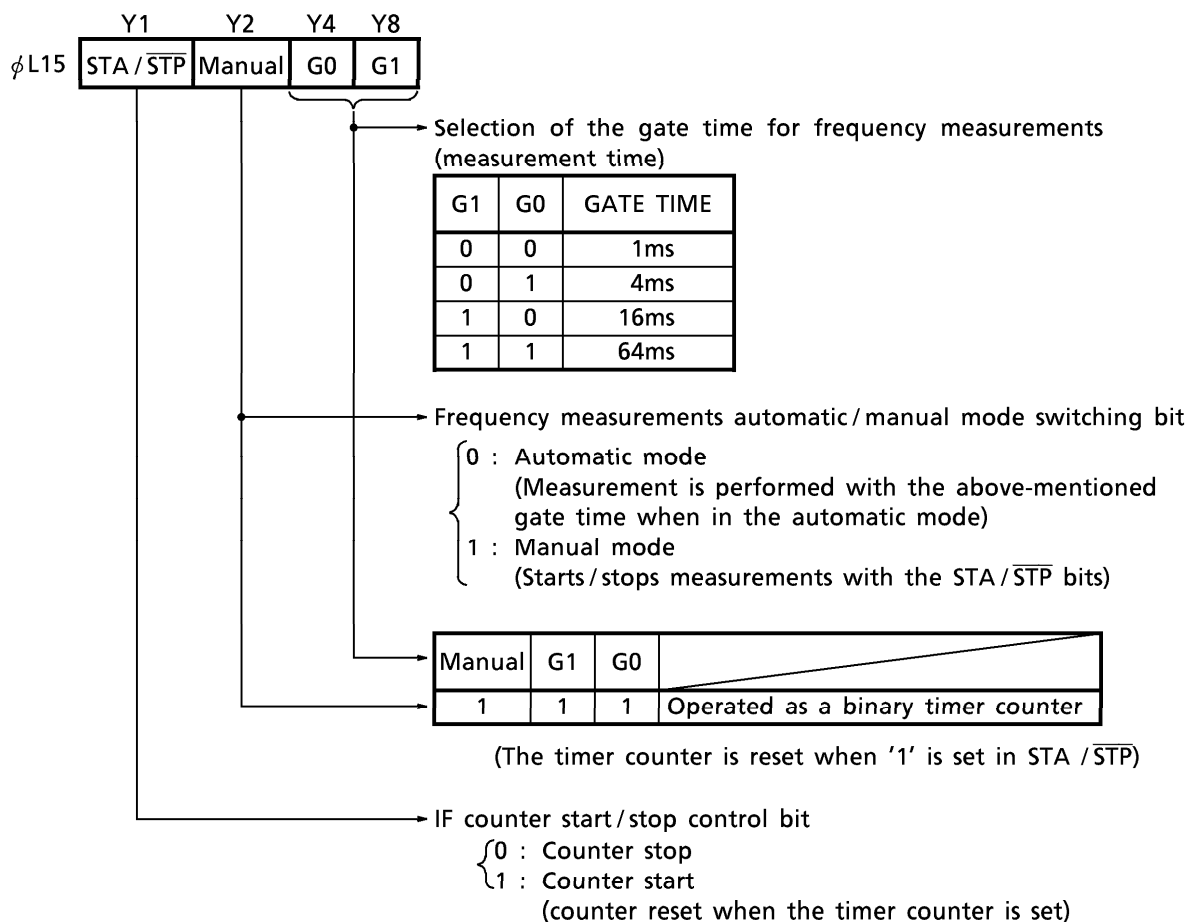 Y1 Y2 Y4 Y8
ϕL15 STA / S̅T̅P̅ Manual G0 G1
Selection of the gate time for frequency measurements
(measurement time)
G1 G0 GATE TIME
0 0 1ms
0 1 4ms
1 0 16ms
1 1 64ms
Frequency measurements automatic / manual mode switching bit
0 : Automatic mode
(Measurement is performed with the above-mentioned
gate time when in the automatic mode)
1 : Manual mode
(Starts / stops measurements with the STA / S̅T̅P̅ bits)
Manual G1 G0
1 1 1 Operated as a binary timer counter
(The timer counter is reset when '1' is set in STA / S̅T̅P̅)
IF counter start / stop control bit
0 : Counter stop
1 : Counter start
(counter reset when the timer counter is set)